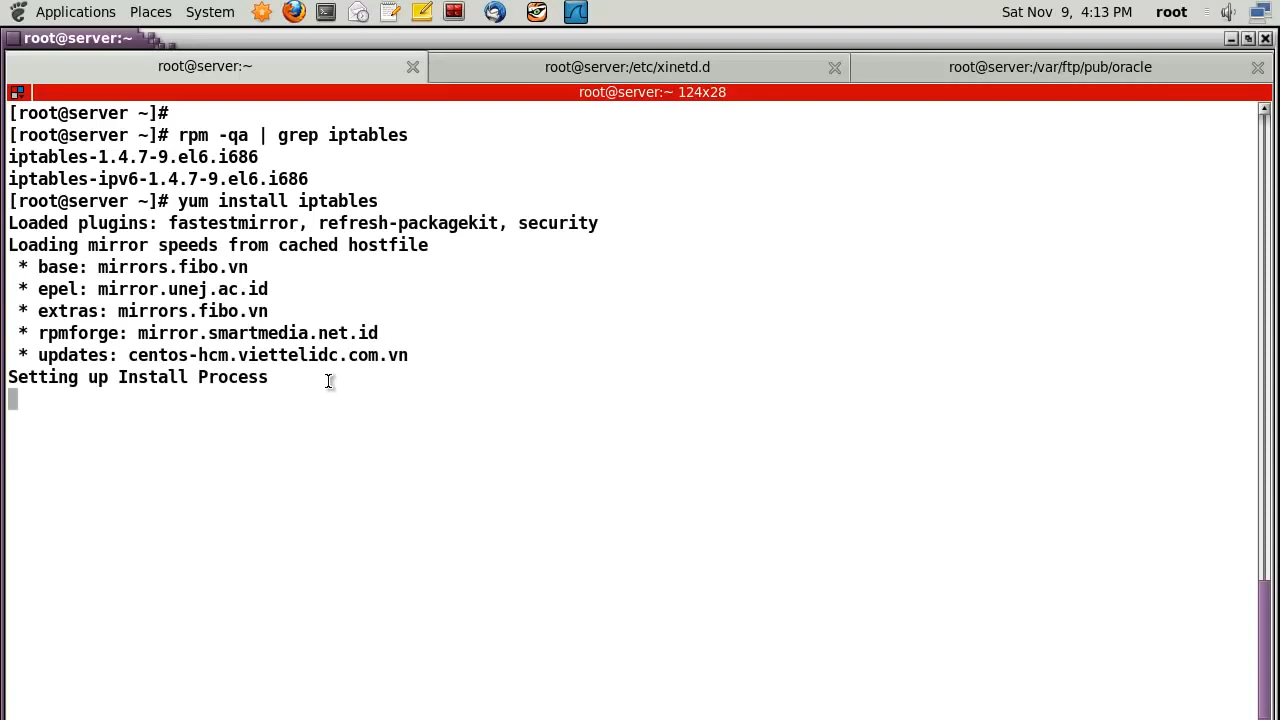 Applications Places System Sat Nov 9, 4:13 PM root
root@server:~
root@server:~ root@server:/etc/xinetd.d root@server:/var/ftp/pub/oracle
root@server:~ 124x28
[root@server ~]#
[root@server ~]# rpm -qa | grep iptables
iptables-1.4.7-9.el6.i686
iptables-ipv6-1.4.7-9.el6.i686
[root@server ~]# yum install iptables
Loaded plugins: fastestmirror, refresh-packagekit, security
Loading mirror speeds from cached hostfile
 * base: mirrors.fibo.vn
 * epel: mirror.unej.ac.id
 * extras: mirrors.fibo.vn
 * rpmforge: mirror.smartmedia.net.id
 * updates: centos-hcm.viettelidc.com.vn
Setting up Install Process